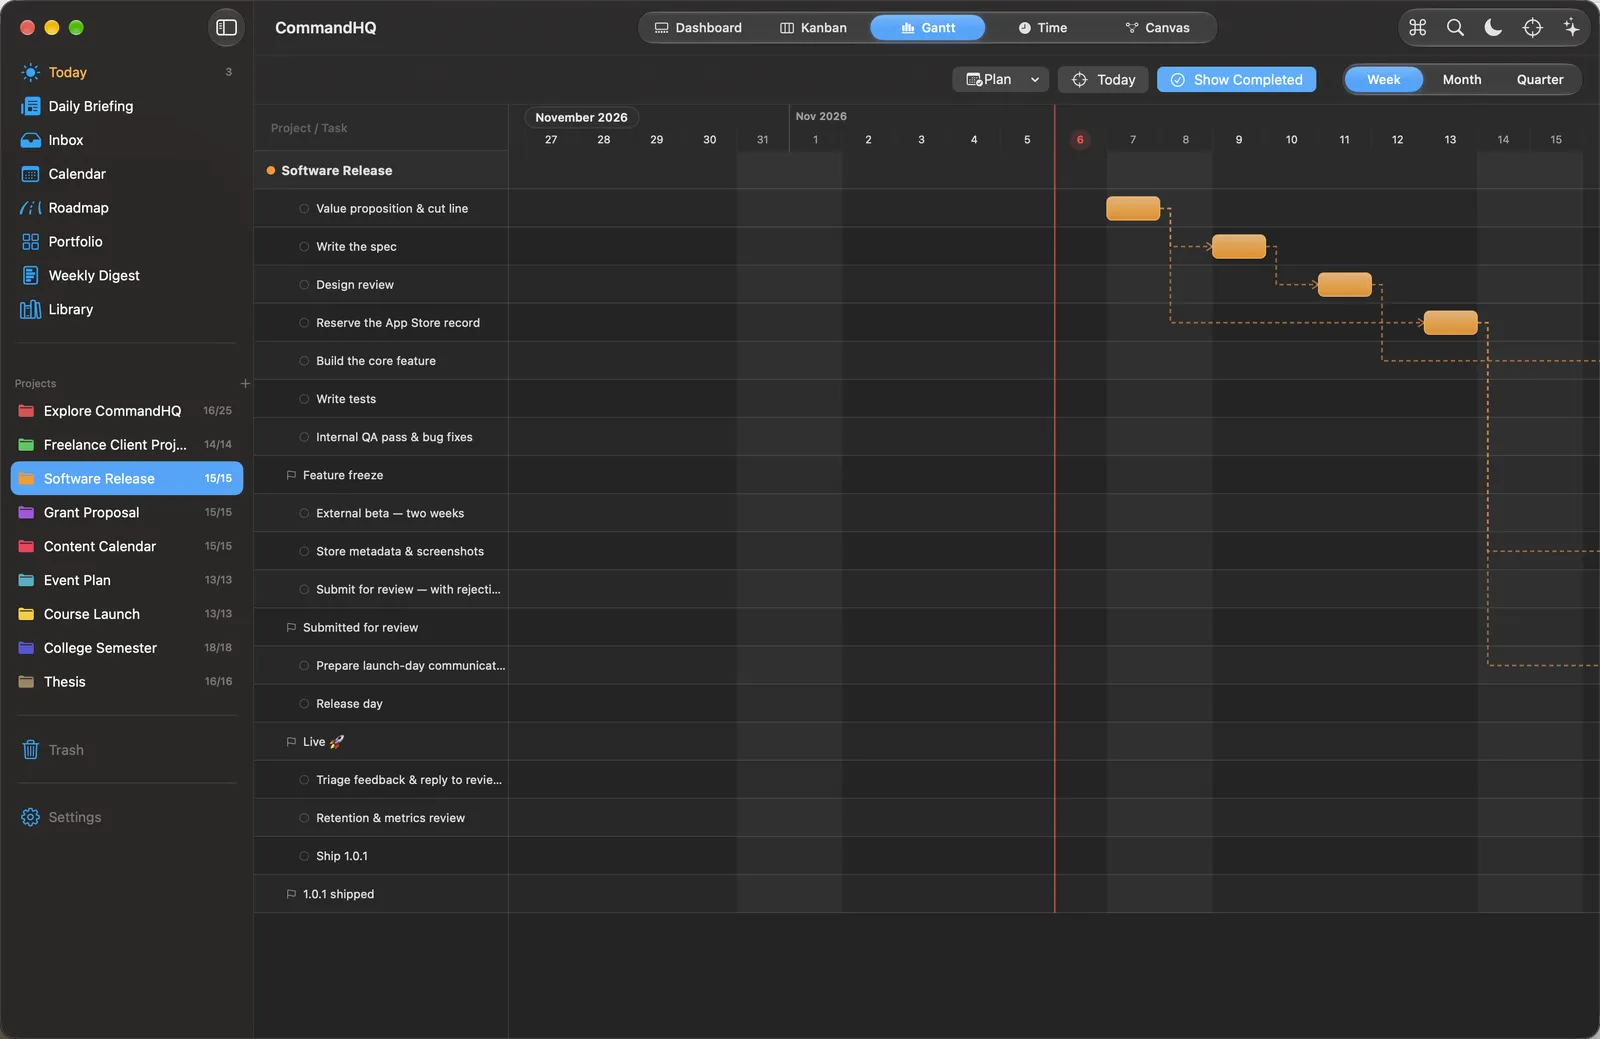 CommandHQ
Dashboard
Kanban
Gantt
Time
Canvas
Plan
Today
Show Completed
Week
Month
Quarter
Today 3
Daily Briefing
Inbox
Calendar
Roadmap
Portfolio
Weekly Digest
Library
Projects +
Explore CommandHQ 16/25
Freelance Client Proj... 14/14
Software Release 15/15
Grant Proposal 15/15
Content Calendar 15/15
Event Plan 13/13
Course Launch 13/13
College Semester 18/18
Thesis 16/16
Trash
Settings
Project / Task
November 2026
Nov 2026
27 28 29 30 31 1 2 3 4 5 6 7 8 9 10 11 12 13 14 15
Software Release
Value proposition & cut line
Write the spec
Design review
Reserve the App Store record
Build the core feature
Write tests
Internal QA pass & bug fixes
Feature freeze
External beta — two weeks
Store metadata & screenshots
Submit for review — with rejecti...
Submitted for review
Prepare launch-day communicat...
Release day
Live 🚀
Triage feedback & reply to revie...
Retention & metrics review
Ship 1.0.1
1.0.1 shipped